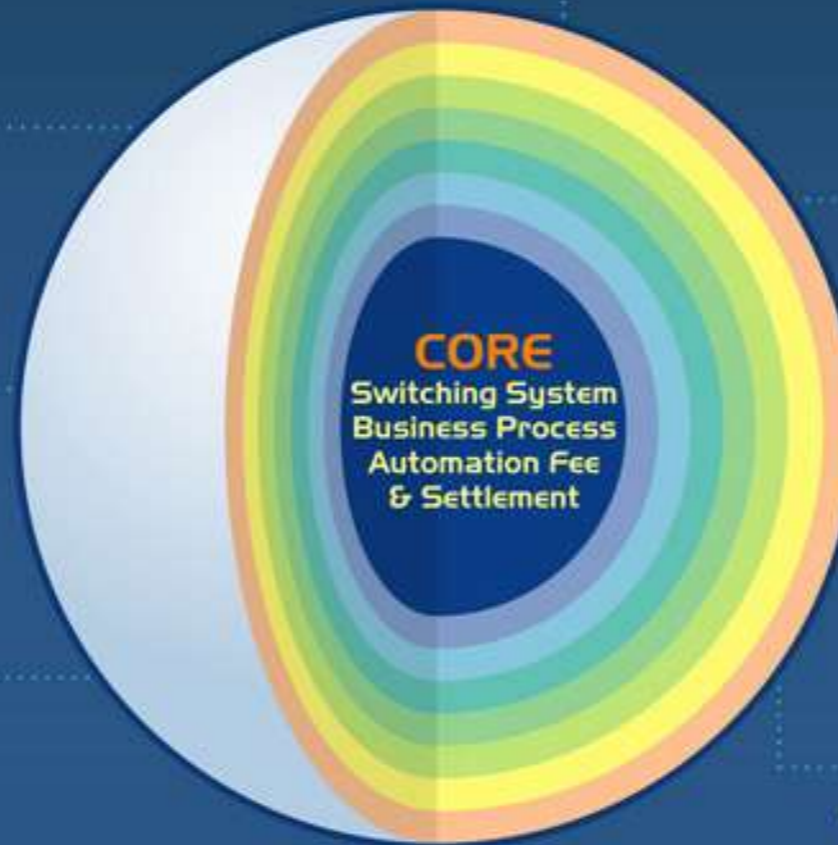 CORE
Switching System
Business Process
Automation Fee
& Settlement